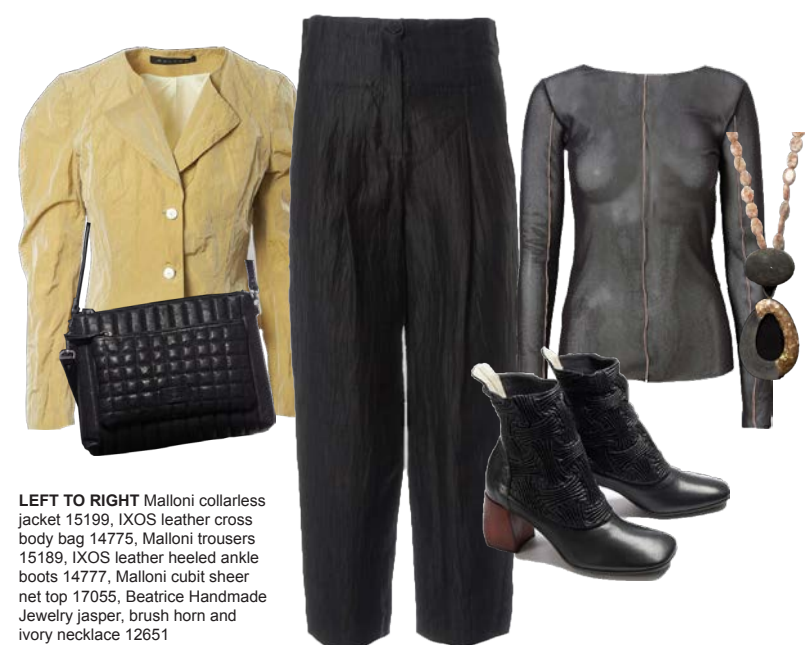 LEFT TO RIGHT Malloni collarless
jacket 15199, IXOS leather cross
body bag 14775, Malloni trousers
15189, IXOS leather heeled ankle
boots 14777, Malloni cubit sheer
net top 17055, Beatrice Handmade
Jewelry jasper, brush horn and
ivory necklace 12651